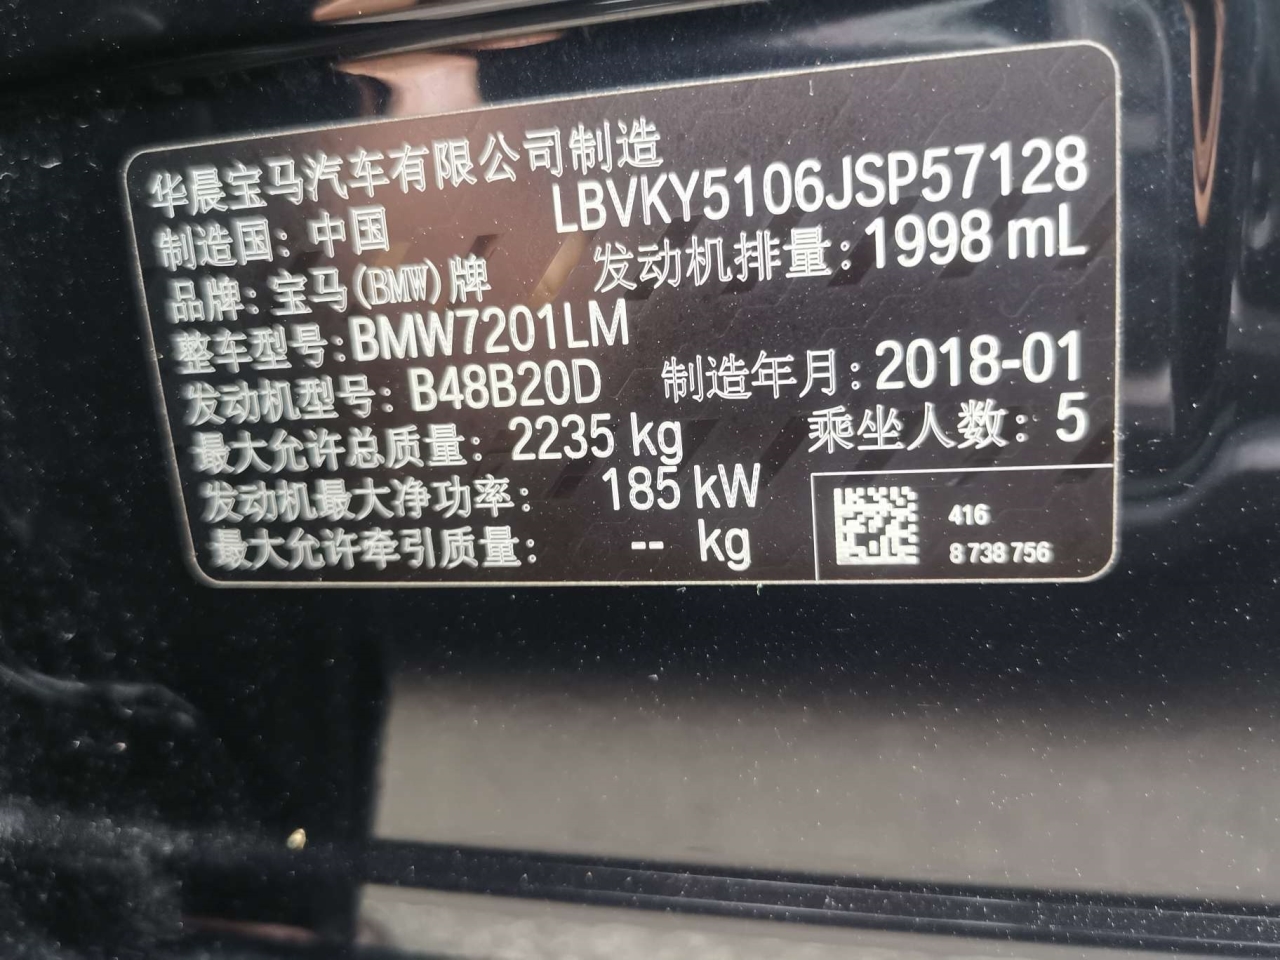 华晨宝马汽车有限公司制造
LBVKY5106JSP57128
制造国：中国
发动机排量：1998 mL
品牌：宝马(BMW)牌
整车型号：BMW7201LM
发动机型号：B48B20D 制造年月：2018-01
最大允许总质量：2235 kg 乘坐人数：5
发动机最大净功率：185 kW
最大允许牵引质量：-- kg
416
8 738 756